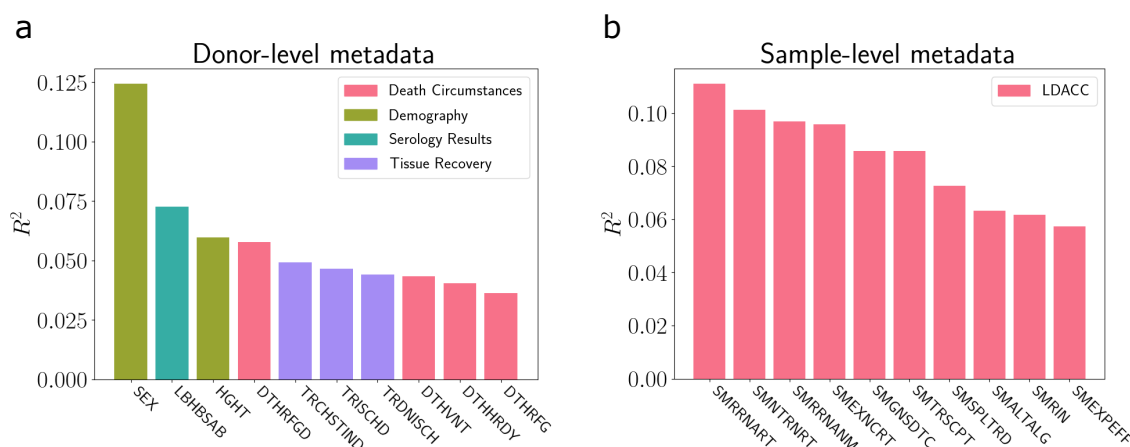 a
Donor-level metadata
R²
0.125
0.100
0.075
0.050
0.025
0.000
Death Circumstances
Demography
Serology Results
Tissue Recovery
SEX
LBHBSAB
HGHT
DTHRFGD
TRCHSTIND
TRISCHD
TRDNISCH
DTHVNT
DTHHRDY
DTHRFG
b
Sample-level metadata
R²
0.10
0.08
0.06
0.04
0.02
0.00
LDACC
SMRRNART
SMNTRNRT
SMRRNANM
SMEXNCRT
SMGNSDTC
SMTRSCPT
SMSPLTRD
SMALTALG
SMRIN
SMEXPEFF